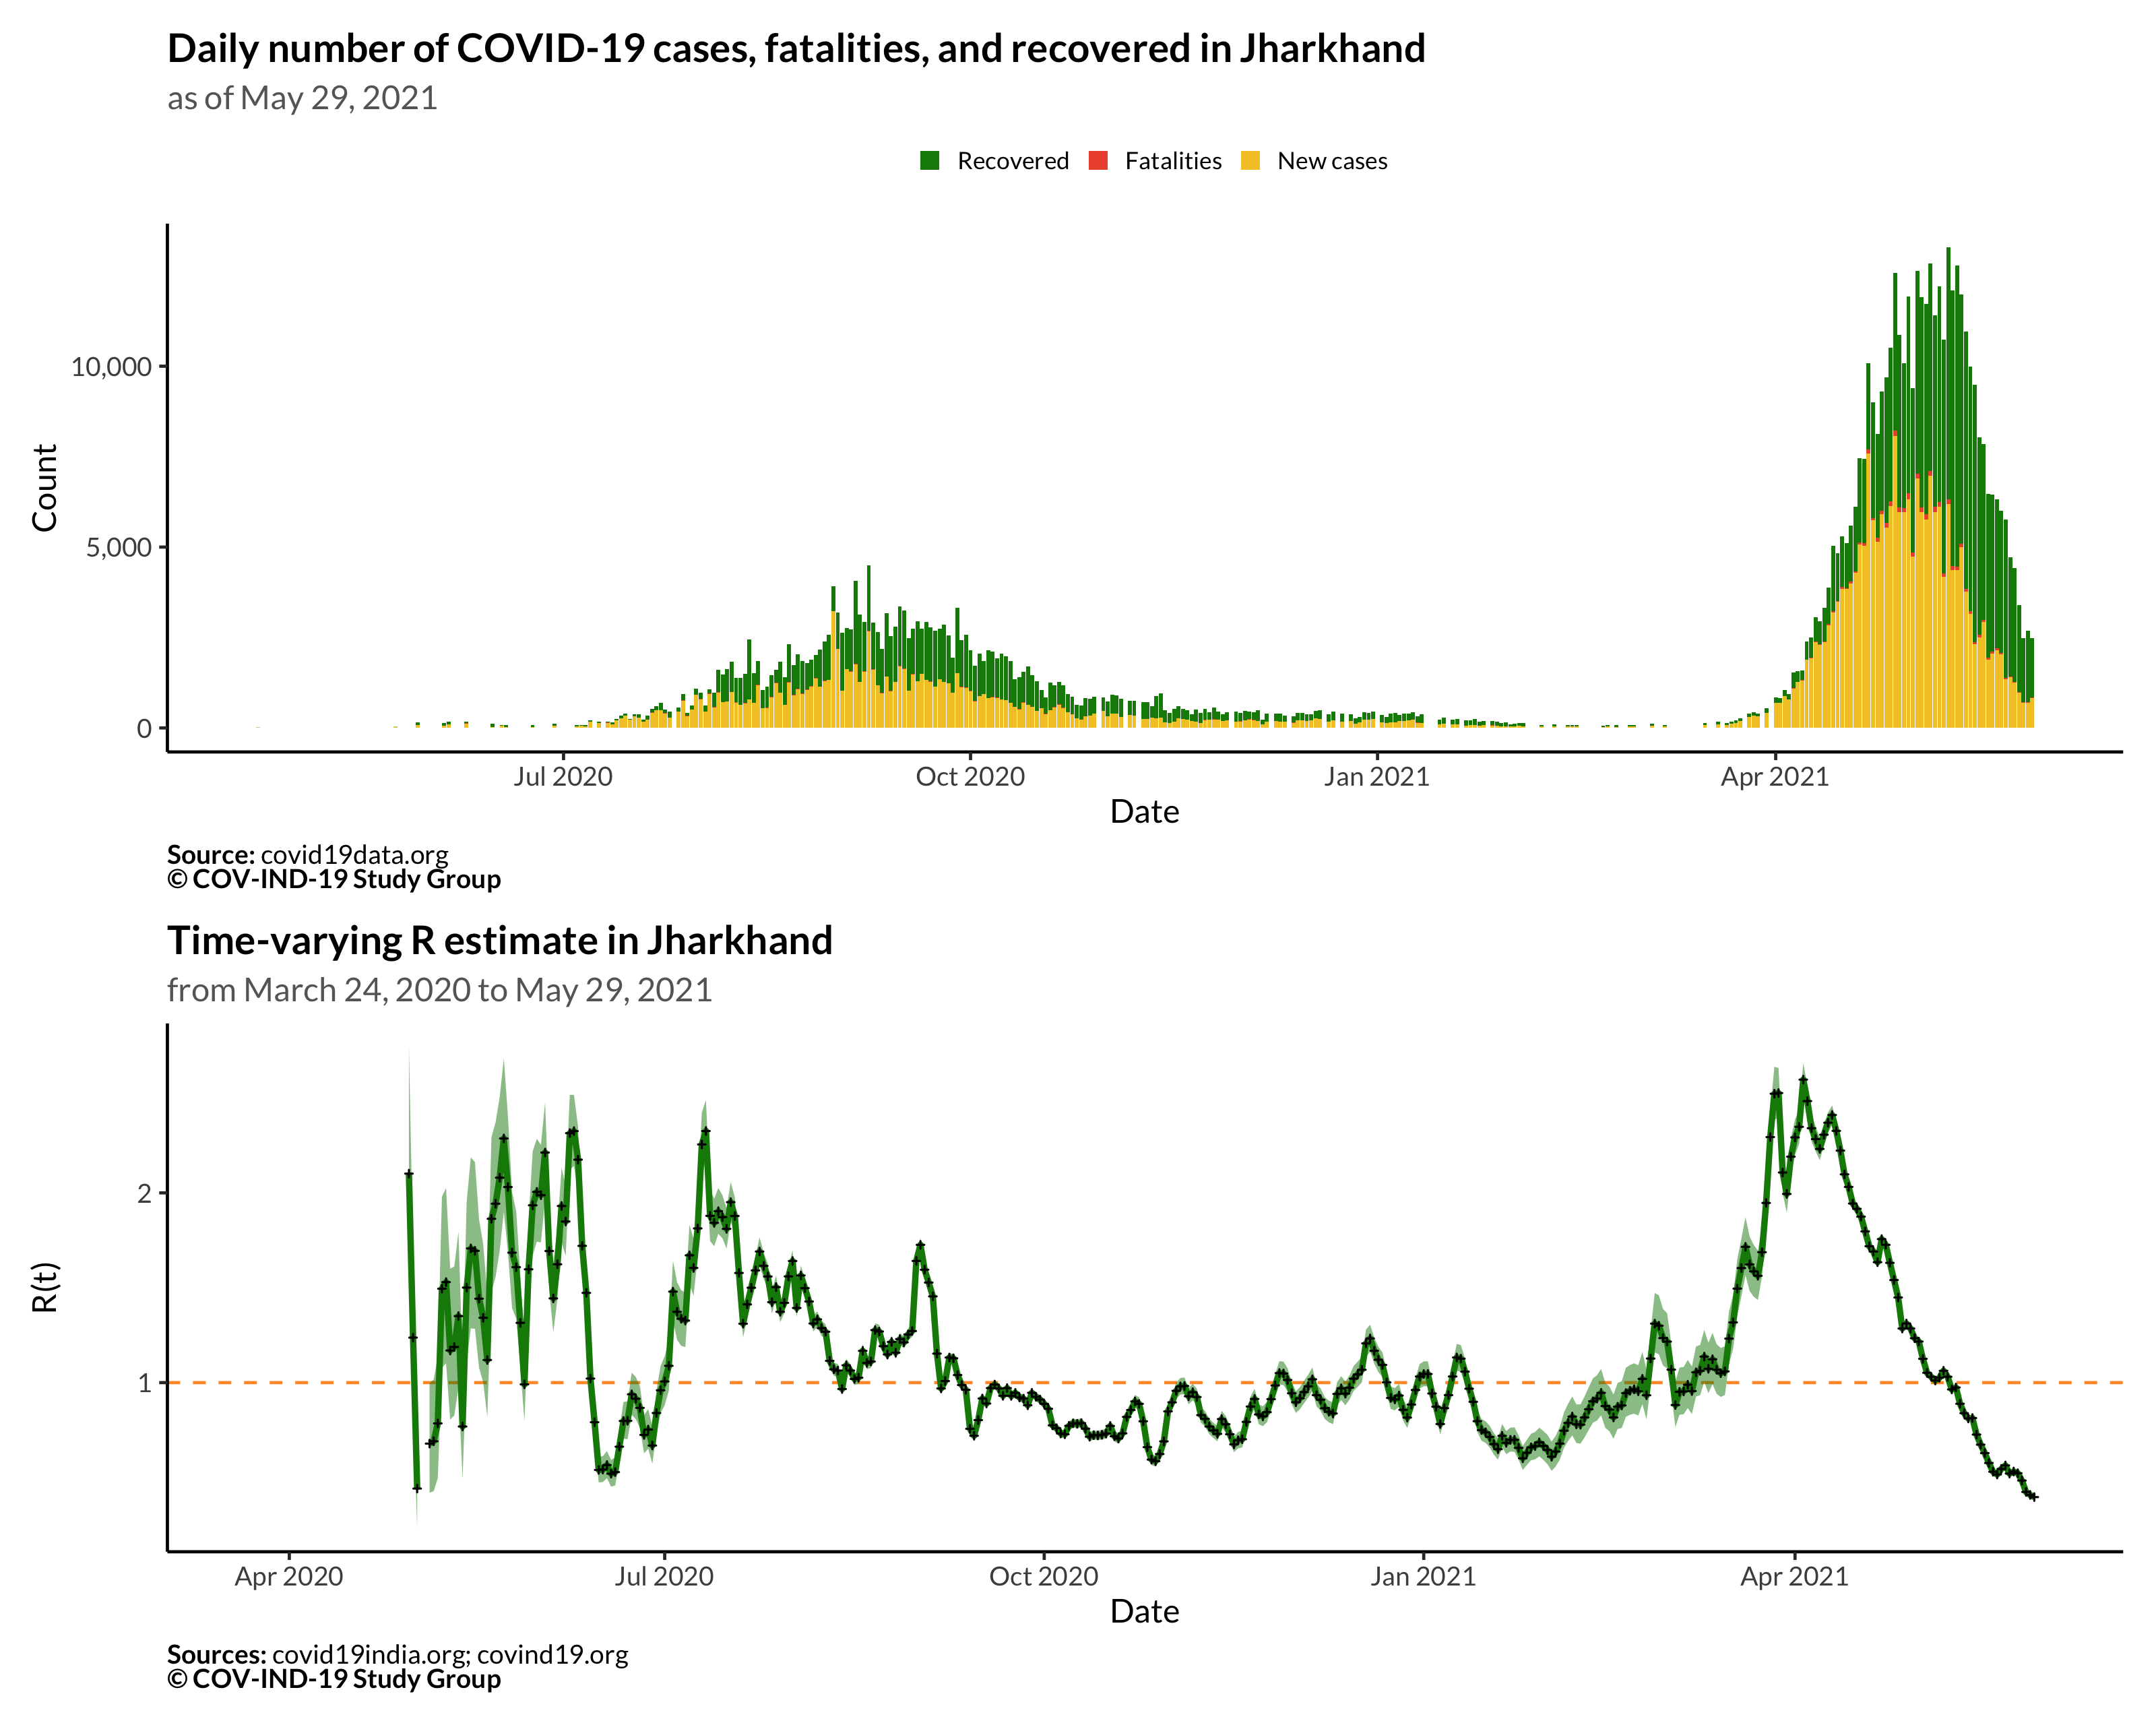 Daily number of COVID-19 cases, fatalities, and recovered in Jharkhand
as of May 29, 2021
Recovered Fatalities New cases
Count
10,000
5,000
0
Jul 2020 Oct 2020 Jan 2021 Apr 2021
Date
Source: covid19data.org
© COV-IND-19 Study Group
Time-varying R estimate in Jharkhand
from March 24, 2020 to May 29, 2021
R(t)
2
1
Apr 2020 Jul 2020 Oct 2020 Jan 2021 Apr 2021
Date
Sources: covid19india.org; covind19.org
© COV-IND-19 Study Group